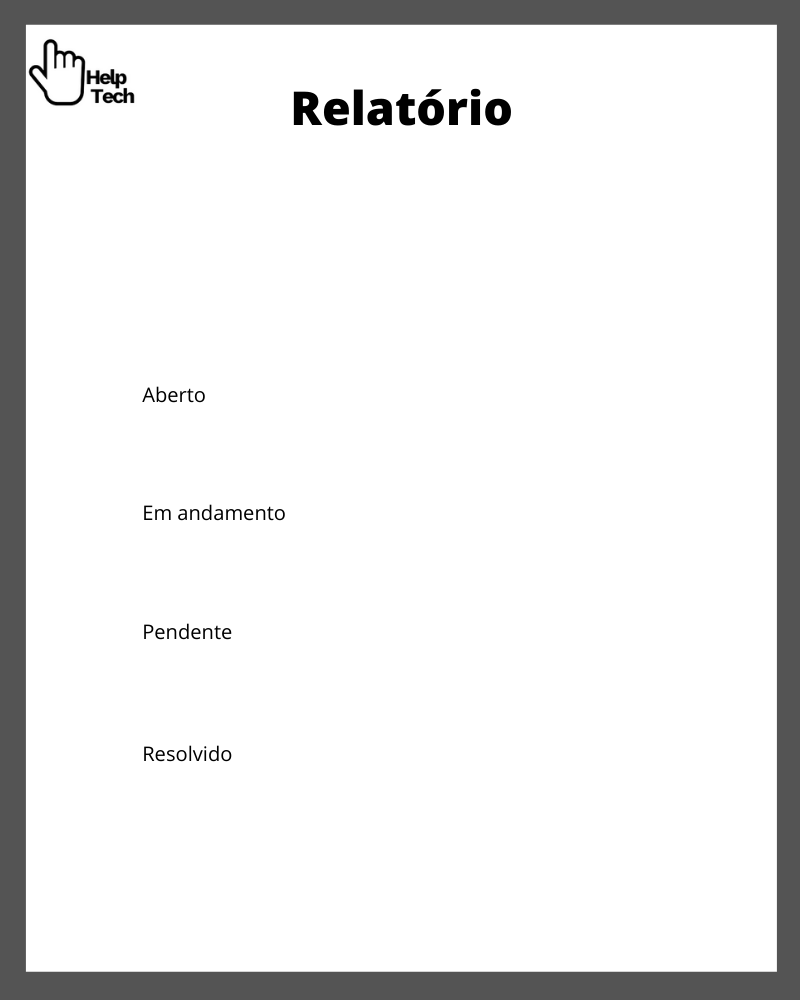 Help
Tech
Relatório
Aberto
Em andamento
Pendente
Resolvido